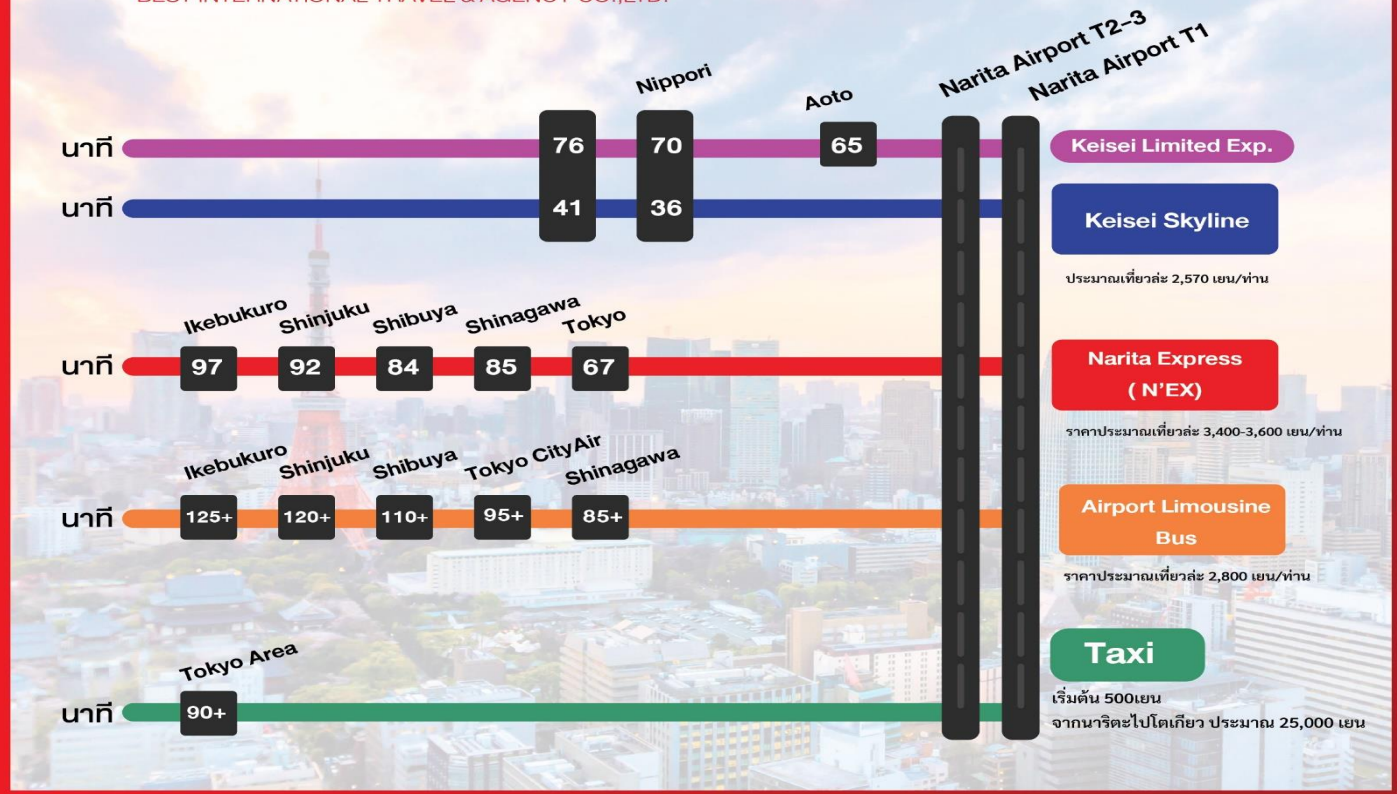 BEST INTERNATIONAL TRAVEL & AGENCY COT,LTD.
Narita Airport T2-3
Narita Airport T1
Nippori
Aoto
นาที
76
70
65
Keisei Limited Exp.
นาที
41
36
Keisei Skyline
ประมาณเที่ยวล่ะ 2,570 เยน/ท่าน
Ikebukuro
Shinjuku
Shibuya
Shinagawa
Tokyo
นาที
97
92
84
85
67
Narita Express
( N'EX)
ราคาประมาณเที่ยวล่ะ 3,400-3,600 เยน/ท่าน
Ikebukuro
Shinjuku
Shibuya
Tokyo CityAir
Shinagawa
นาที
125+
120+
110+
95+
85+
Airport Limousine
Bus
ราคาประมาณเที่ยวล่ะ 2,800 เยน/ท่าน
Tokyo Area
นาที
90+
Taxi
เริ่มต้น 500เยน
จากนาริตะไปโตเกียว ประมาณ 25,000 เยน